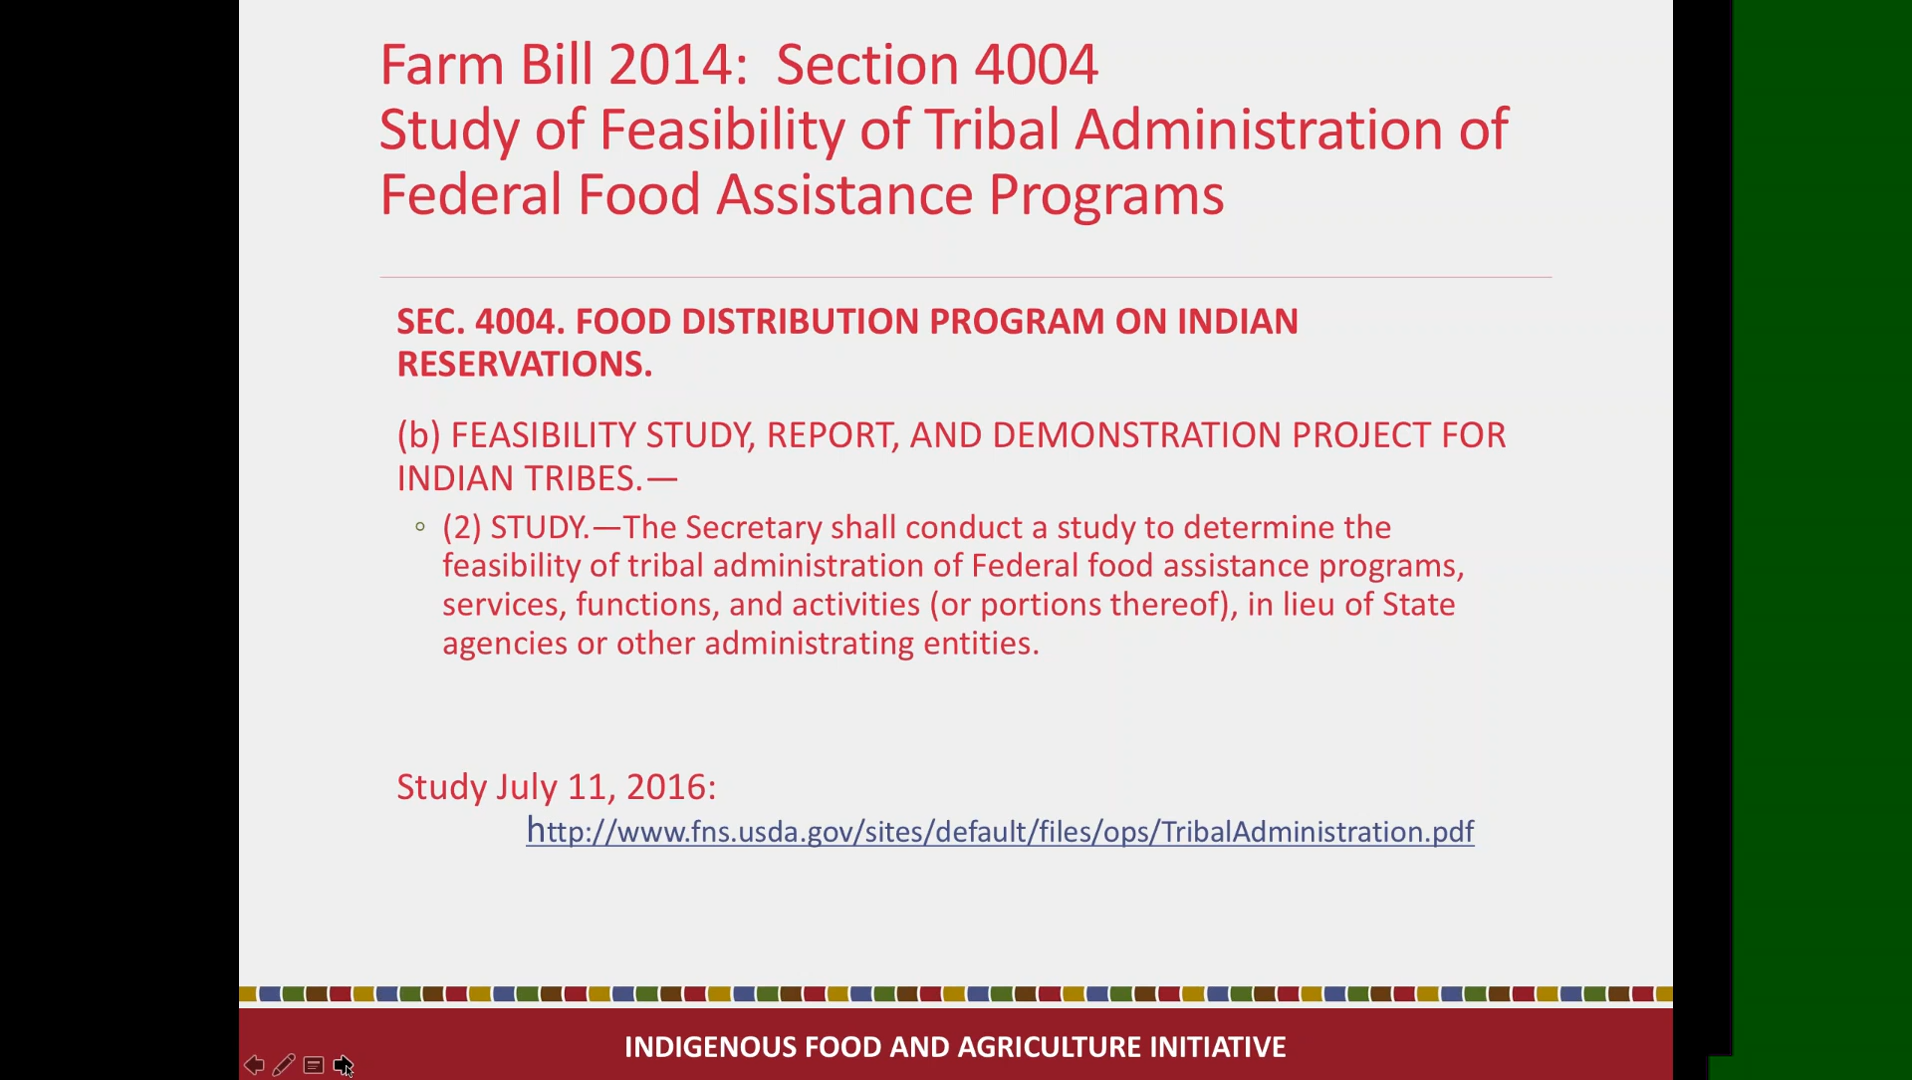 Farm Bill 2014:  Section 4004
Study of Feasibility of Tribal Administration of
Federal Food Assistance Programs
SEC. 4004. FOOD DISTRIBUTION PROGRAM ON INDIAN
RESERVATIONS.
(b) FEASIBILITY STUDY, REPORT, AND DEMONSTRATION PROJECT FOR
INDIAN TRIBES.—
◦ (2) STUDY.—The Secretary shall conduct a study to determine the
feasibility of tribal administration of Federal food assistance programs,
services, functions, and activities (or portions thereof), in lieu of State
agencies or other administrating entities.
Study July 11, 2016:
http://www.fns.usda.gov/sites/default/files/ops/TribalAdministration.pdf
INDIGENOUS FOOD AND AGRICULTURE INITIATIVE